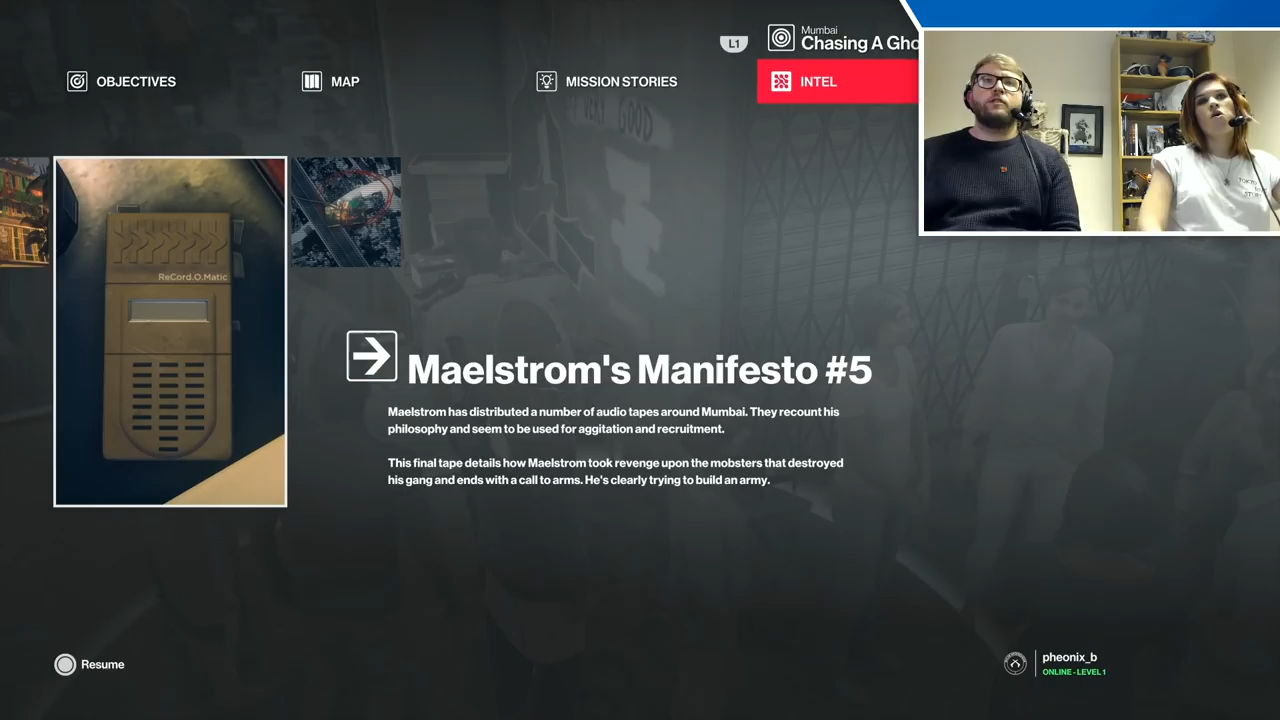 L1
Mumbai
Chasing A Gho
OBJECTIVES
MAP
MISSION STORIES
INTEL
VERY GOOD
ReCord.O.Matic
Maelstrom's Manifesto #5
Maelstrom has distributed a number of audio tapes around Mumbai. They recount his
philosophy and seem to be used for aggitation and recruitment.
This final tape details how Maelstrom took revenge upon the mobsters that destroyed
his gang and ends with a call to arms. He's clearly trying to build an army.
Resume
pheonix_b
ONLINE - LEVEL 1